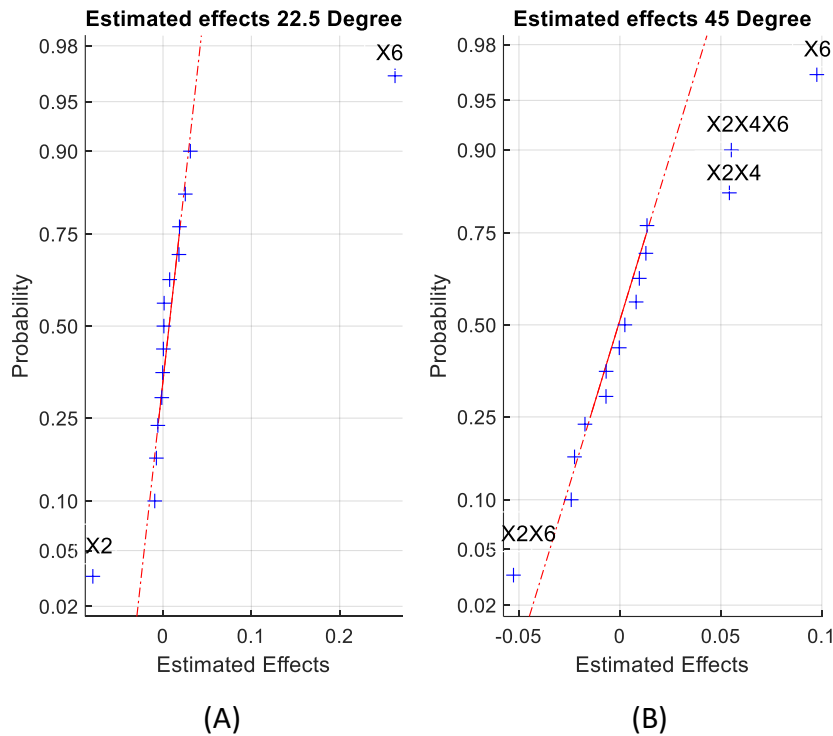 Estimated effects 22.5 Degree
0.98
0.95
0.90
0.75
0.50
0.25
0.10
0.05
0.02
Probability
X6
X2
0
0.1
0.2
Estimated Effects
(A)
Estimated effects 45 Degree
0.98
0.95
0.90
0.75
0.50
0.25
0.10
0.05
0.02
Probability
X6
X2X4X6
X2X4
X2X6
-0.05
0
0.05
0.1
Estimated Effects
(B)